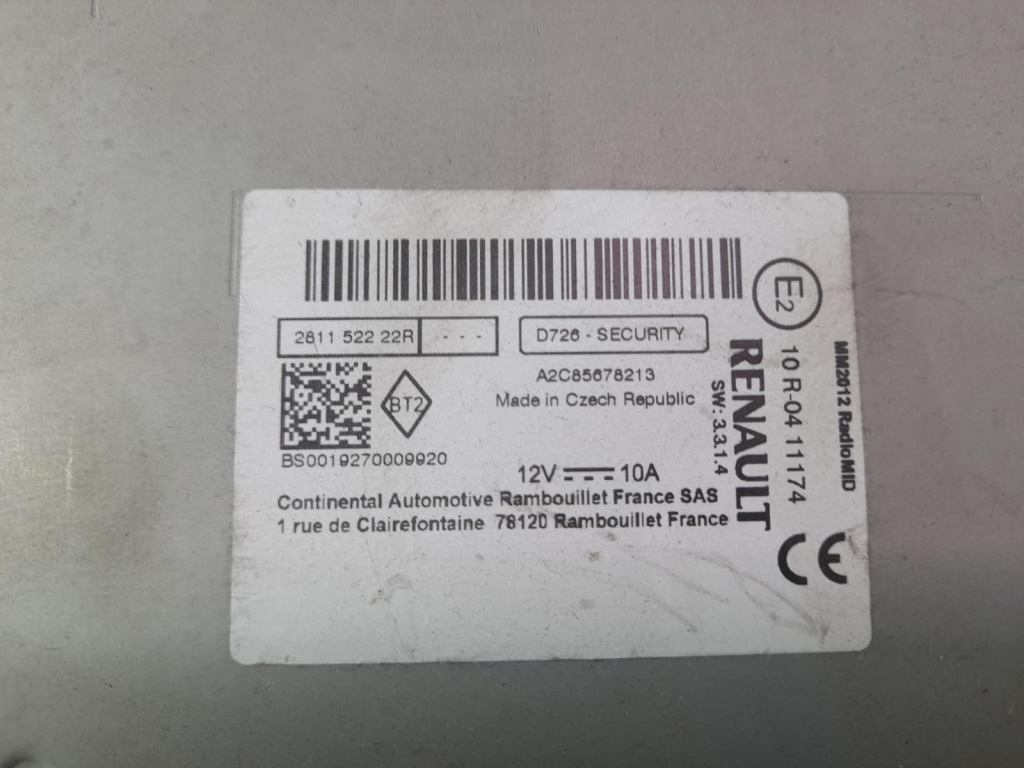 2811 522 22R - - -
D726 - SECURITY
A2C85678213
Made in Czech Republic
BT2
BS0019270009920
12V 10A
Continental Automotive Rambouillet France SAS
1 rue de Clairefontaine 78120 Rambouillet France
RENAULT
SW: 3.3.1.4
E2
10 R-04 11174
MM2012 RadioMID
CE